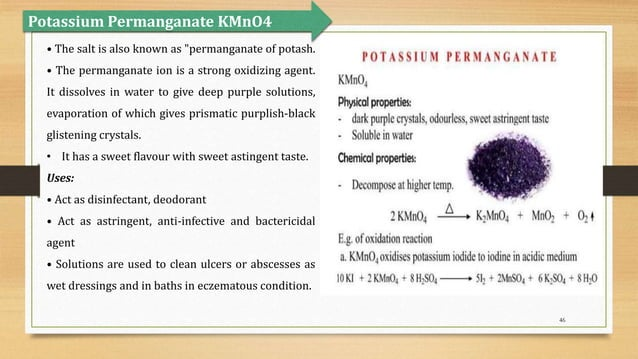 Potassium Permanganate KMnO4
• The salt is also known as "permanganate of potash.
• The permanganate ion is a strong oxidizing agent.
It dissolves in water to give deep purple solutions,
evaporation of which gives prismatic purplish-black
glistening crystals.
• It has a sweet flavour with sweet astingent taste.
Uses:
• Act as disinfectant, deodorant
• Act as astringent, anti-infective and bactericidal
agent
• Solutions are used to clean ulcers or abscesses as
wet dressings and in baths in eczematous condition.
POTASSIUM PERMANGANATE
KMnO₄
Physical properties:
- dark purple crystals, odourless, sweet astringent taste
- Soluble in water
Chemical properties:
- Decompose at higher temp.
2 KMnO₄ —Δ→ K₂MnO₄ + MnO₂ + O₂↑
E.g. of oxidation reaction
a. KMnO₄ oxidises potassium iodide to iodine in acidic medium
10 KI + 2 KMnO₄ + 8 H₂SO₄ ⟶ 5I₂ + 2MnSO₄ + 6 K₂SO₄ + 8 H₂O
46